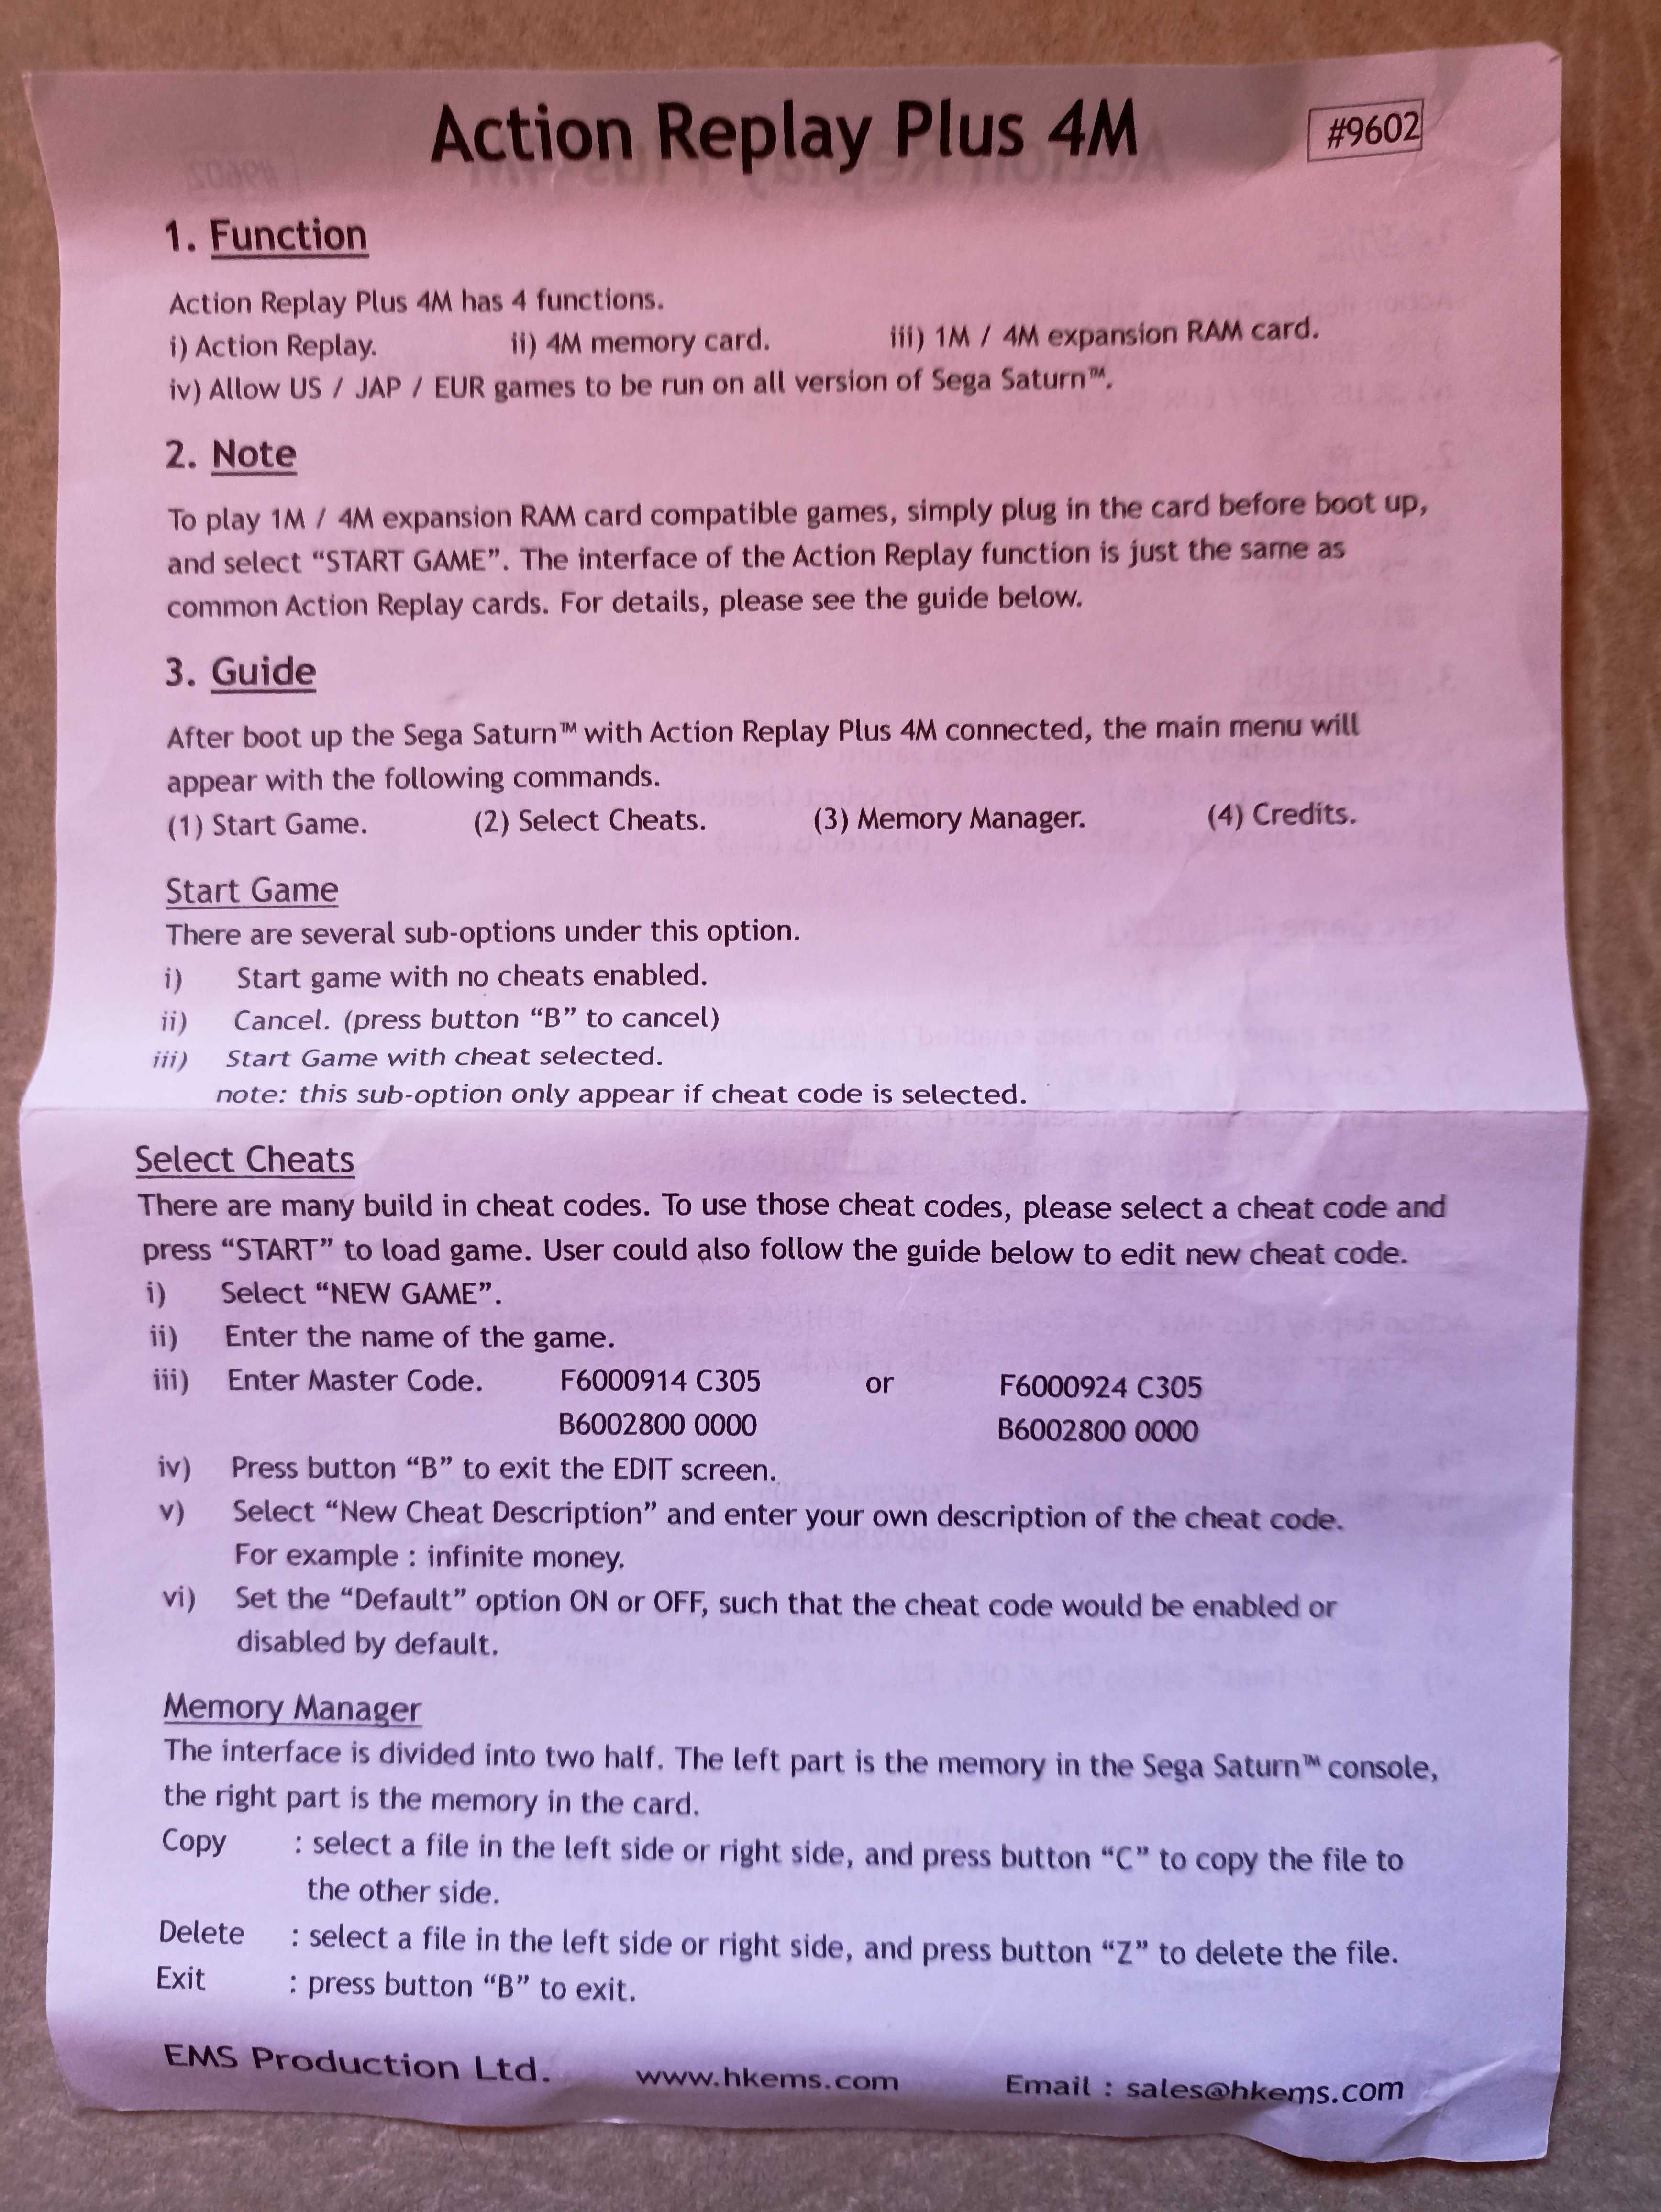 Action Replay Plus 4M #9602
1. Function
Action Replay Plus 4M has 4 functions.
i) Action Replay. ii) 4M memory card. iii) 1M / 4M expansion RAM card.
iv) Allow US / JAP / EUR games to be run on all version of Sega Saturn™.
2. Note
To play 1M / 4M expansion RAM card compatible games, simply plug in the card before boot up,
and select “START GAME”. The interface of the Action Replay function is just the same as
common Action Replay cards. For details, please see the guide below.
3. Guide
After boot up the Sega Saturn™ with Action Replay Plus 4M connected, the main menu will
appear with the following commands.
(1) Start Game. (2) Select Cheats. (3) Memory Manager. (4) Credits.
Start Game
There are several sub-options under this option.
i) Start game with no cheats enabled.
ii) Cancel. (press button “B” to cancel)
iii) Start Game with cheat selected.
note: this sub-option only appear if cheat code is selected.
Select Cheats
There are many build in cheat codes. To use those cheat codes, please select a cheat code and
press “START” to load game. User could also follow the guide below to edit new cheat code.
i) Select “NEW GAME”.
ii) Enter the name of the game.
iii) Enter Master Code. F6000914 C305 or F6000924 C305
B6002800 0000 B6002800 0000
iv) Press button “B” to exit the EDIT screen.
v) Select “New Cheat Description” and enter your own description of the cheat code.
For example : infinite money.
vi) Set the “Default” option ON or OFF, such that the cheat code would be enabled or
disabled by default.
Memory Manager
The interface is divided into two half. The left part is the memory in the Sega Saturn™ console,
the right part is the memory in the card.
Copy : select a file in the left side or right side, and press button “C” to copy the file to
the other side.
Delete : select a file in the left side or right side, and press button “Z” to delete the file.
Exit : press button “B” to exit.
EMS Production Ltd. www.hkems.com Email : sales@hkems.com